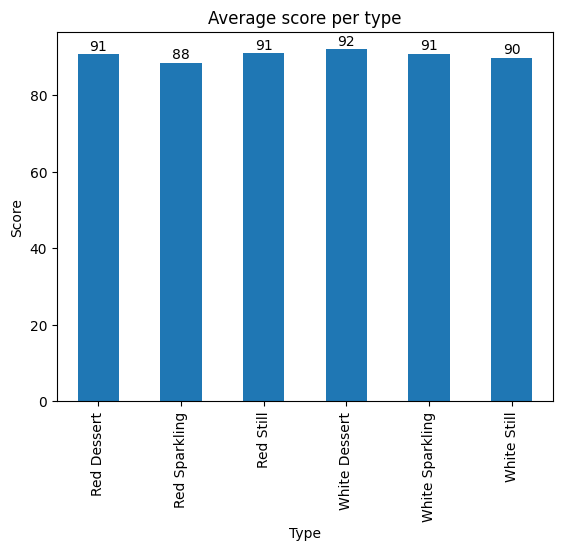 Average score per type
91
88
91
92
91
90
80
60
40
20
0
Score
Red Dessert
Red Sparkling
Red Still
White Dessert
White Sparkling
White Still
Type